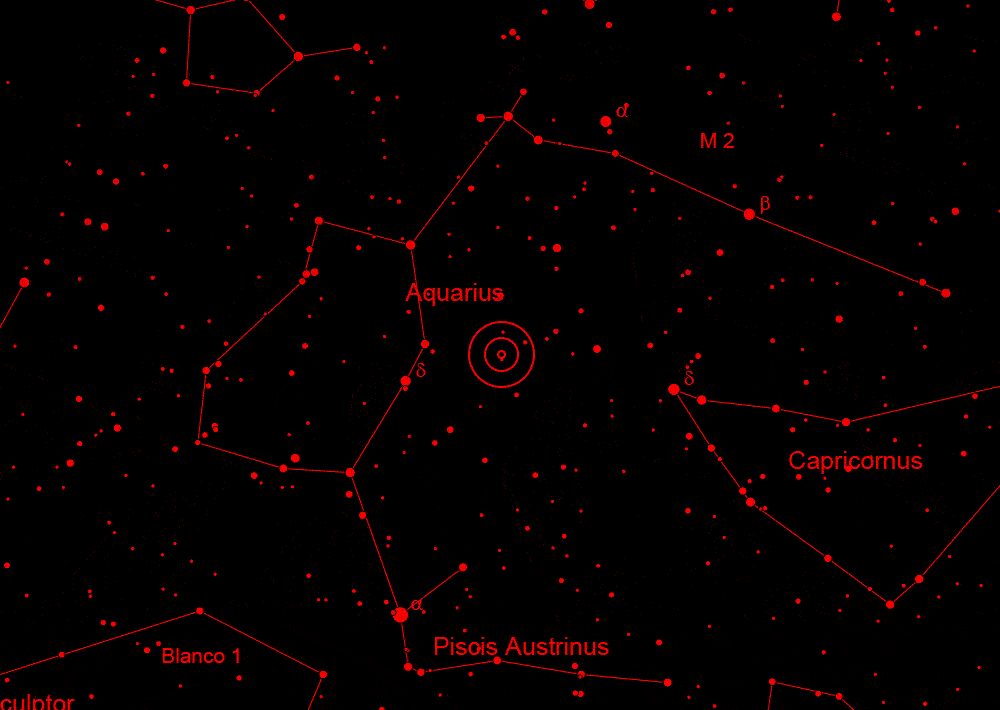 α
M 2
β
Aquarius
δ
δ
Capricornus
α
Pisois Austrinus
Blanco 1
culptor